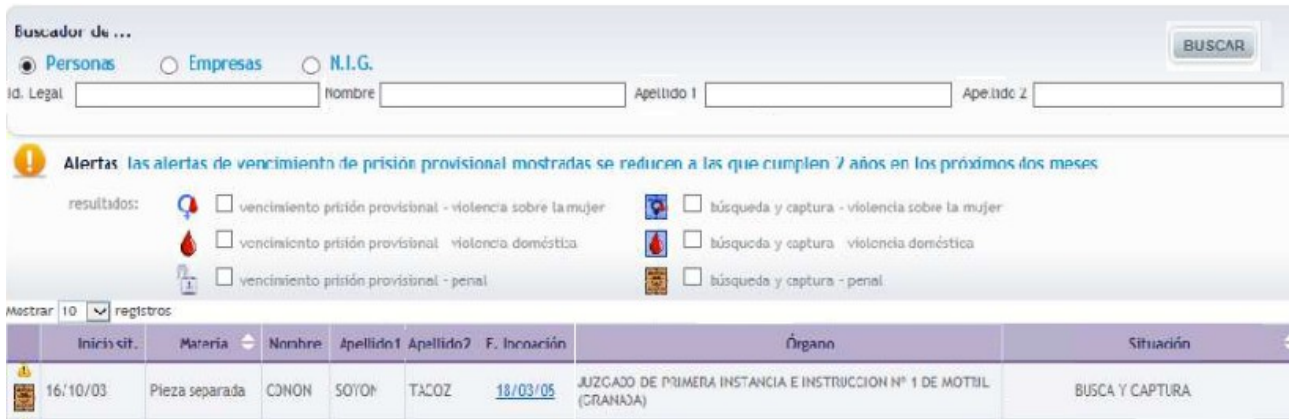 Buscador de ...
Personas Empresas N.I.G.
BUSCAR
Id. Legal Nombre Apellido 1 Apellido 2
Alertas las alertas de vencimiento de prisión provisional mostradas se reducen a las que cumplen 2 años en los próximos dos meses
resultados: vencimiento prisión provisional - violencia sobre la mujer búsqueda y captura - violencia sobre la mujer
vencimiento prisión provisional violencia doméstica búsqueda y captura violencia doméstica
vencimiento prisión provisional - penal búsqueda y captura - penal
Mostrar 10 registros
Inicio sit. Materia Nombre Apellido1 Apellido2 F. Incoación Órgano Situación
16/10/03 Pieza separada CONON SOYON TACOZ 18/03/05 JUZGADO DE PRIMERA INSTANCIA E INSTRUCCION Nº 1 DE MOTRIL BUSCA Y CAPTURA
(GRANADA)